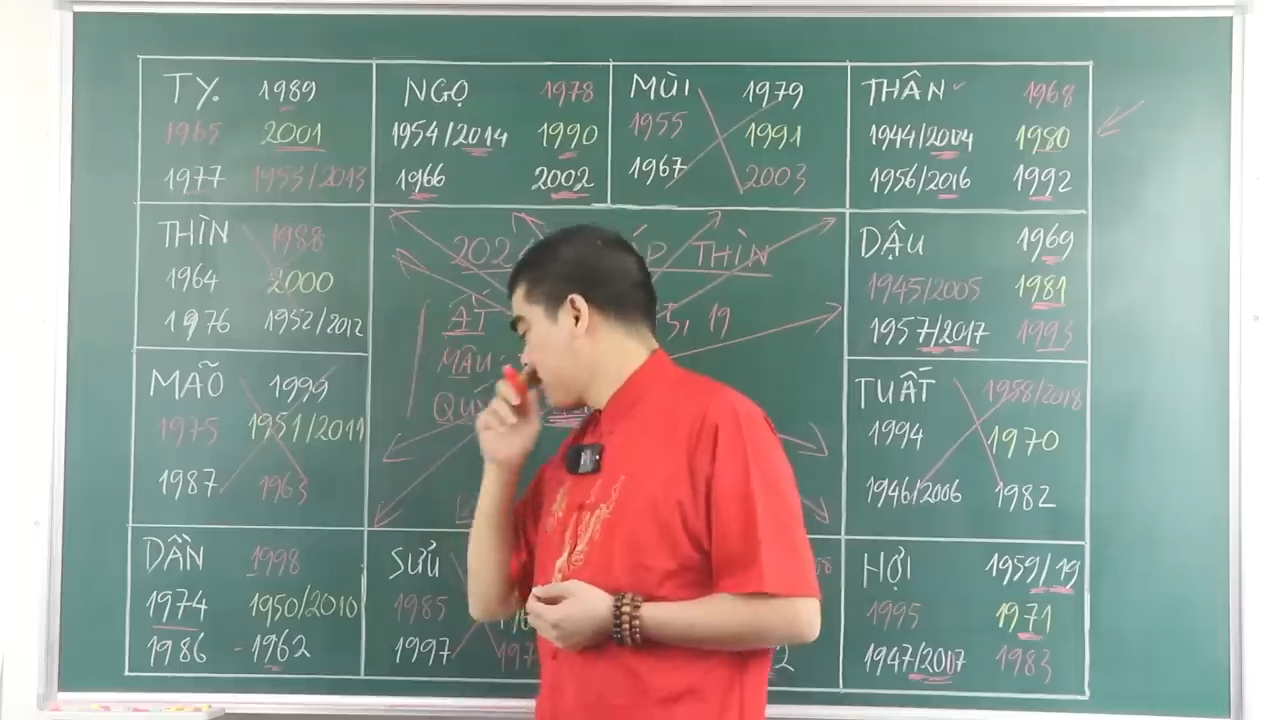 TỴ. 1989
1965 2001
1977 1953/2013
NGỌ 1978
1954/2014 1990
1966 2002
MÙI 1979
1955 1991
1967 2003
THÂN 1968
1944/2004 1980
1956/2016 1992
THÌN 1988
1964 2000
1976 1952/2012
THÌN
ẤT 19
MẬU
DẬU 1969
1945/2005 1981
1957/2017 1993
MÃO 1999
1975 1951/2011
1987 1963
TUẤT 1958/2018
1994 1970
1946/2006 1982
DẦN 1998
1974 1950/2010
1986 1962
SỬU
1985
1997
HỢI 1959/19
1995 1971
1947/2007 1983